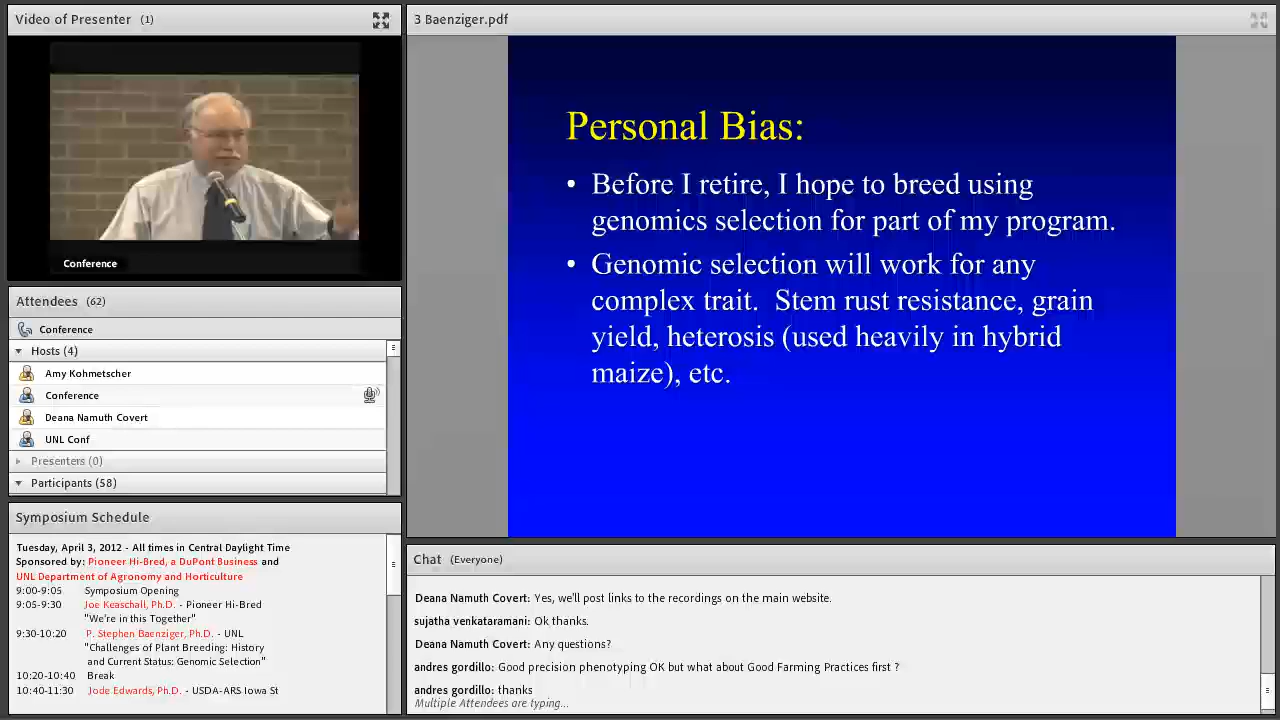 Video of Presenter (1)
Conference
Attendees (62)
Conference
Hosts (4)
Amy Kohmetscher
Conference
Deana Namuth Covert
UNL Conf
Presenters (0)
Participants (58)
Symposium Schedule
Tuesday, April 3, 2012 - All times in Central Daylight Time
Sponsored by: Pioneer Hi-Bred, a DuPont Business and
UNL Department of Agronomy and Horticulture
9:00-9:05 Symposium Opening
9:05-9:30 Joe Keaschall, Ph.D. - Pioneer Hi-Bred
"We're in this Together"
9:30-10:20 P. Stephen Baenziger, Ph.D. - UNL
"Challenges of Plant Breeding: History
and Current Status: Genomic Selection"
10:20-10:40 Break
10:40-11:30 Jode Edwards, Ph.D. - USDA-ARS Iowa St
3 Baenziger.pdf
Personal Bias:
• Before I retire, I hope to breed using
genomics selection for part of my program.
• Genomic selection will work for any
complex trait. Stem rust resistance, grain
yield, heterosis (used heavily in hybrid
maize), etc.
Chat (Everyone)
Deana Namuth Covert: Yes, we'll post links to the recordings on the main website.
sujatha venkataramani: Ok thanks.
Deana Namuth Covert: Any questions?
andres gordillo: Good precision phenotyping OK but what about Good Farming Practices first ?
andres gordillo: thanks
Multiple Attendees are typing...